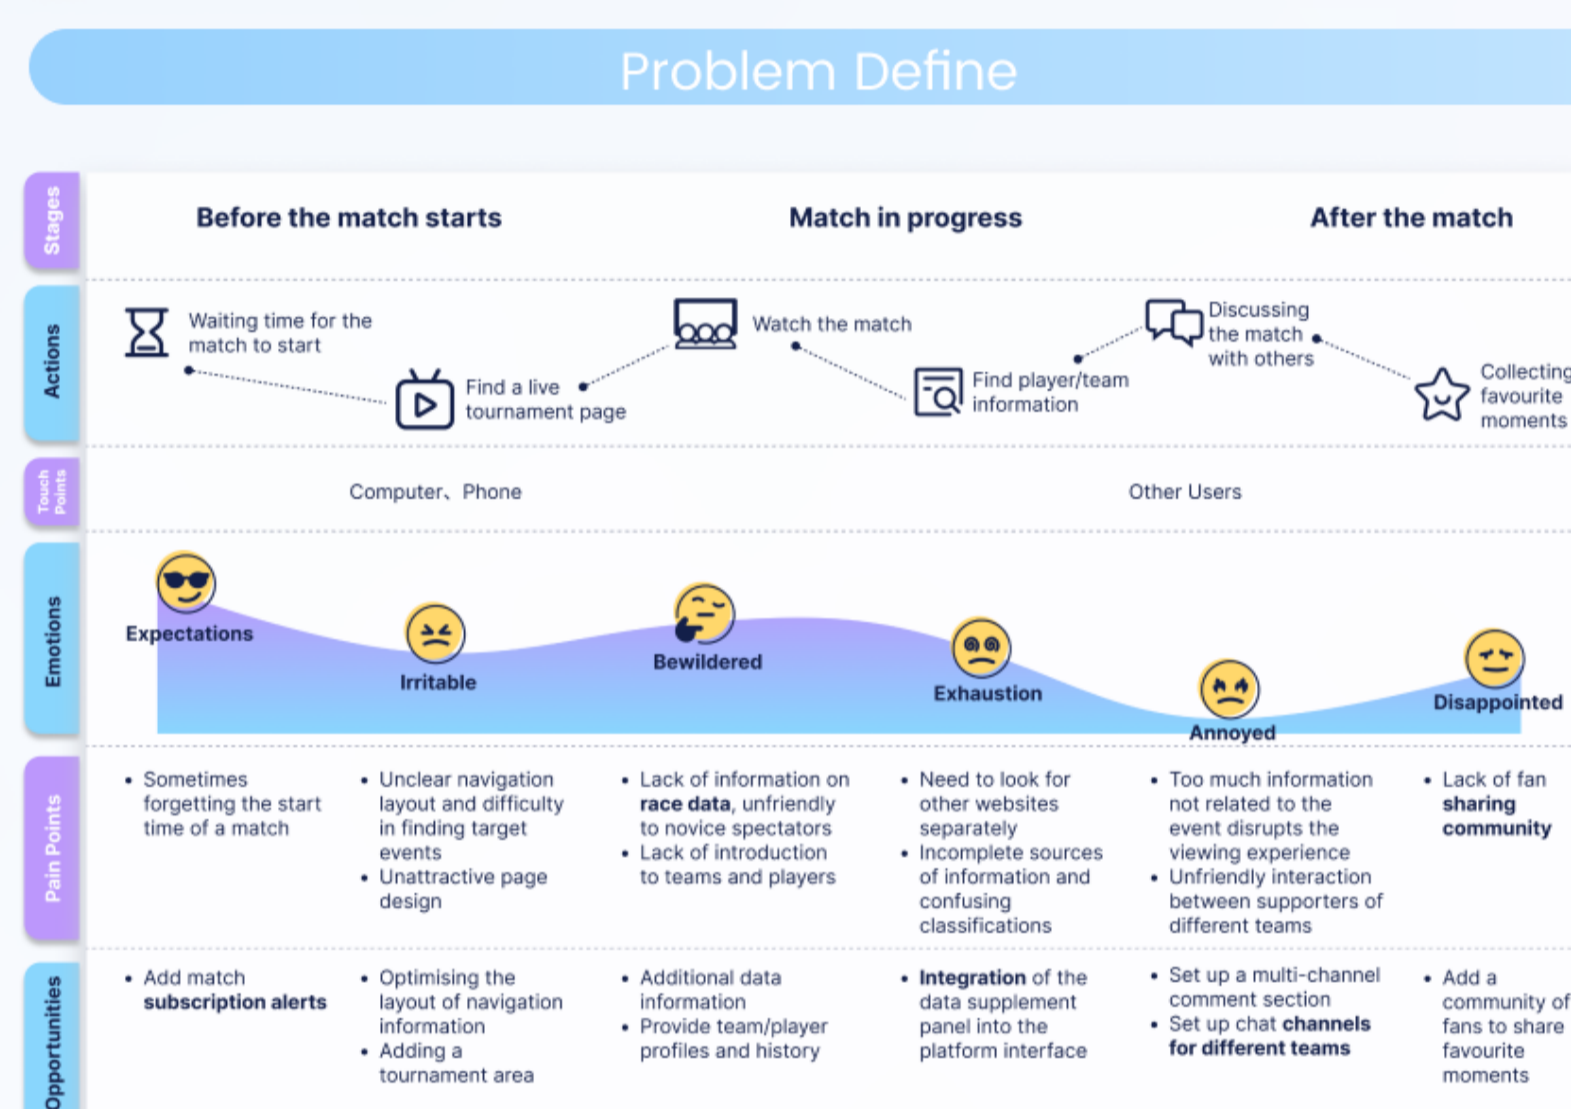 Problem Define
Stages
Before the match starts
Match in progress
After the match
Actions
Waiting time for the
match to start
Find a live
tournament page
Watch the match
Find player/team
information
Discussing
the match
with others
Collecting
favourite
moments
Touch
Points
Computer、Phone
Other Users
Emotions
Expectations
Irritable
Bewildered
Exhaustion
Annoyed
Disappointed
Pain Points
• Sometimes
forgetting the start
time of a match
• Unclear navigation
layout and difficulty
in finding target
events
• Unattractive page
design
• Lack of information on
race data, unfriendly
to novice spectators
• Lack of introduction
to teams and players
• Need to look for
other websites
separately
• Incomplete sources
of information and
confusing
classifications
• Too much information
not related to the
event disrupts the
viewing experience
• Unfriendly interaction
between supporters of
different teams
• Lack of fan
sharing
community
Opportunities
• Add match
subscription alerts
• Optimising the
layout of navigation
information
• Adding a
tournament area
• Additional data
information
• Provide team/player
profiles and history
• Integration of the
data supplement
panel into the
platform interface
• Set up a multi-channel
comment section
• Set up chat channels
for different teams
• Add a
community of
fans to share
favourite
moments